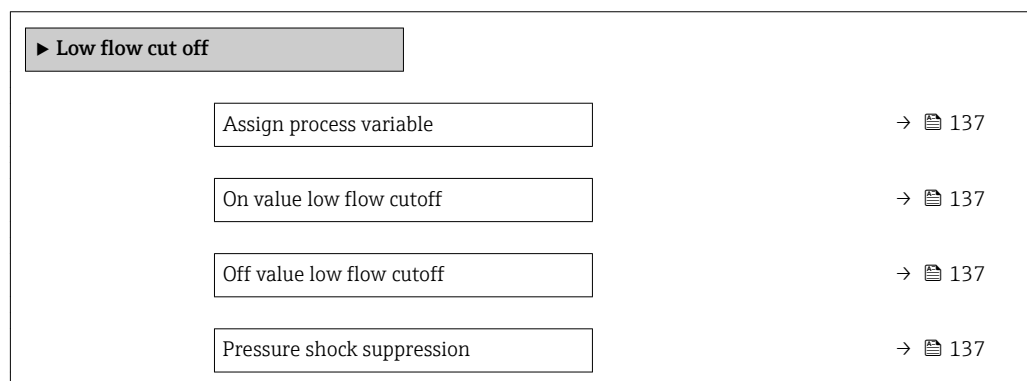 ▶ Low flow cut off
Assign process variable → 137
On value low flow cutoff → 137
Off value low flow cutoff → 137
Pressure shock suppression → 137